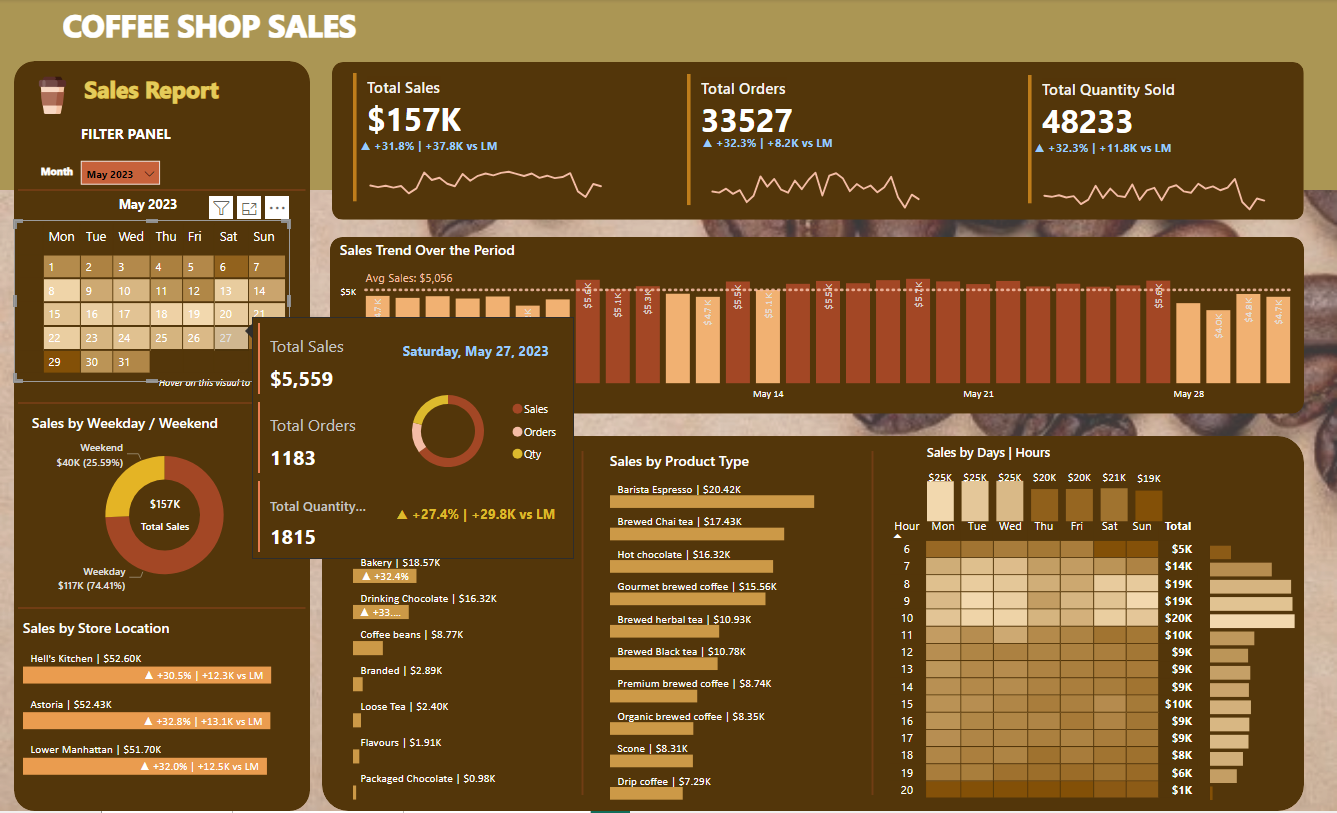 COFFEE SHOP SALES
Sales Report
FILTER PANEL
Month
May 2023
May 2023
Mon Tue Wed Thu Fri Sat Sun
1 2 3 4 5 6 7
8 9 10 11 12 13 14
15 16 17 18 19 20 21
22 23 24 25 26 27
29 30 31
Hover on this visual to
Sales by Weekday / Weekend
Weekend
$40K (25.59%)
$157K
Total Sales
Weekday
$117K (74.41%)
Sales by Store Location
Hell's Kitchen | $52.60K
▲ +30.5% | +12.3K vs LM
Astoria | $52.43K
▲ +32.8% | +13.1K vs LM
Lower Manhattan | $51.70K
▲ +32.0% | +12.5K vs LM
Total Sales
$157K
▲ +31.8% | +37.8K vs LM
Total Orders
33527
▲ +32.3% | +8.2K vs LM
Total Quantity Sold
48233
▲ +32.3% | +11.8K vs LM
Sales Trend Over the Period
Avg Sales: $5,056
$5K
$5.1K $5.3K $4.7K $5.5K $5.1K $5.5K $5.6K $4.0K $4.8K $4.7K
May 14 May 21 May 28
Total Sales
$5,559
Saturday, May 27, 2023
Total Orders
1183
Sales
Orders
Qty
Total Quantity...
1815
▲ +27.4% | +29.8K vs LM
Bakery | $18.57K
▲ +32.4%
Drinking Chocolate | $16.32K
▲ +33....
Coffee beans | $8.77K
Branded | $2.89K
Loose Tea | $2.40K
Flavours | $1.91K
Packaged Chocolate | $0.98K
Sales by Product Type
Barista Espresso | $20.42K
Brewed Chai tea | $17.43K
Hot chocolate | $16.32K
Gourmet brewed coffee | $15.56K
Brewed herbal tea | $10.93K
Brewed Black tea | $10.78K
Premium brewed coffee | $8.74K
Organic brewed coffee | $8.35K
Scone | $8.31K
Drip coffee | $7.29K
Sales by Days | Hours
$25K $25K $25K $20K $20K $21K $19K
Hour Mon Tue Wed Thu Fri Sat Sun Total
6 $5K
7 $14K
8 $19K
9 $19K
10 $20K
11 $10K
12 $9K
13 $9K
14 $9K
15 $10K
16 $9K
17 $9K
18 $8K
19 $6K
20 $1K